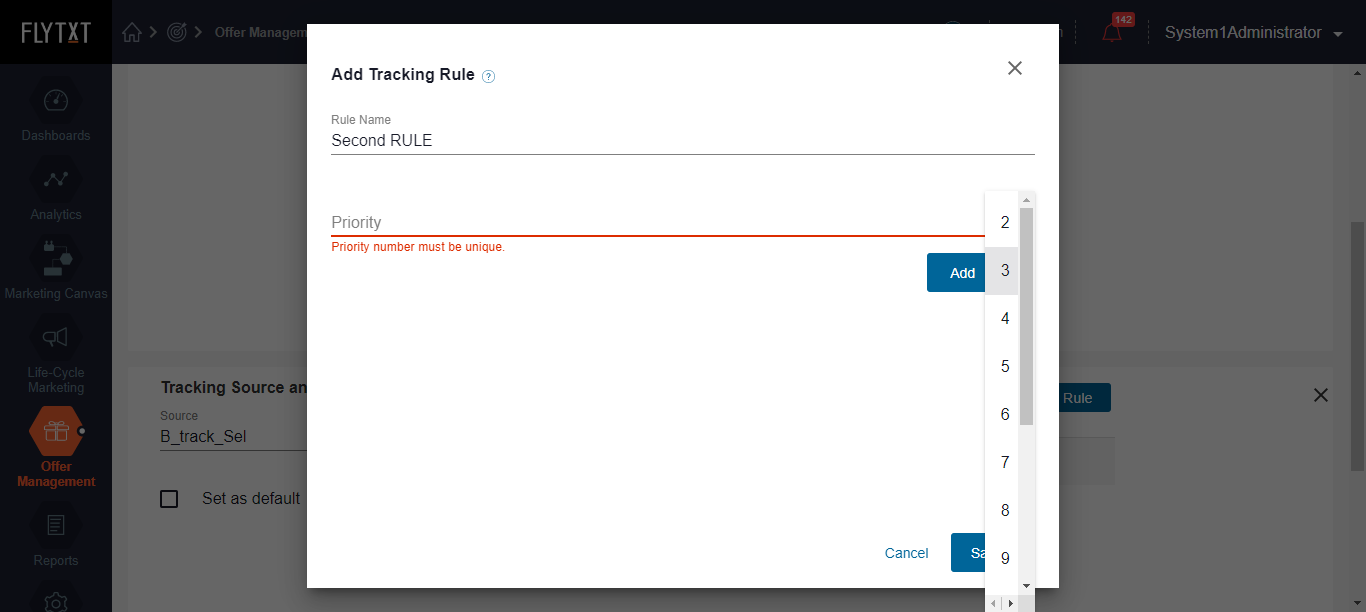 FLYTXT
Offer Managem
142
System1Administrator
Dashboards
Analytics
Marketing Canvas
Life-Cycle
Marketing
Offer
Management
Reports
Add Tracking Rule ?
Rule Name
Second RULE
Priority
Priority number must be unique.
Add
2
3
4
5
6
7
8
9
Cancel
Sa
Tracking Source an
Source
B_track_Sel
Set as default
Rule